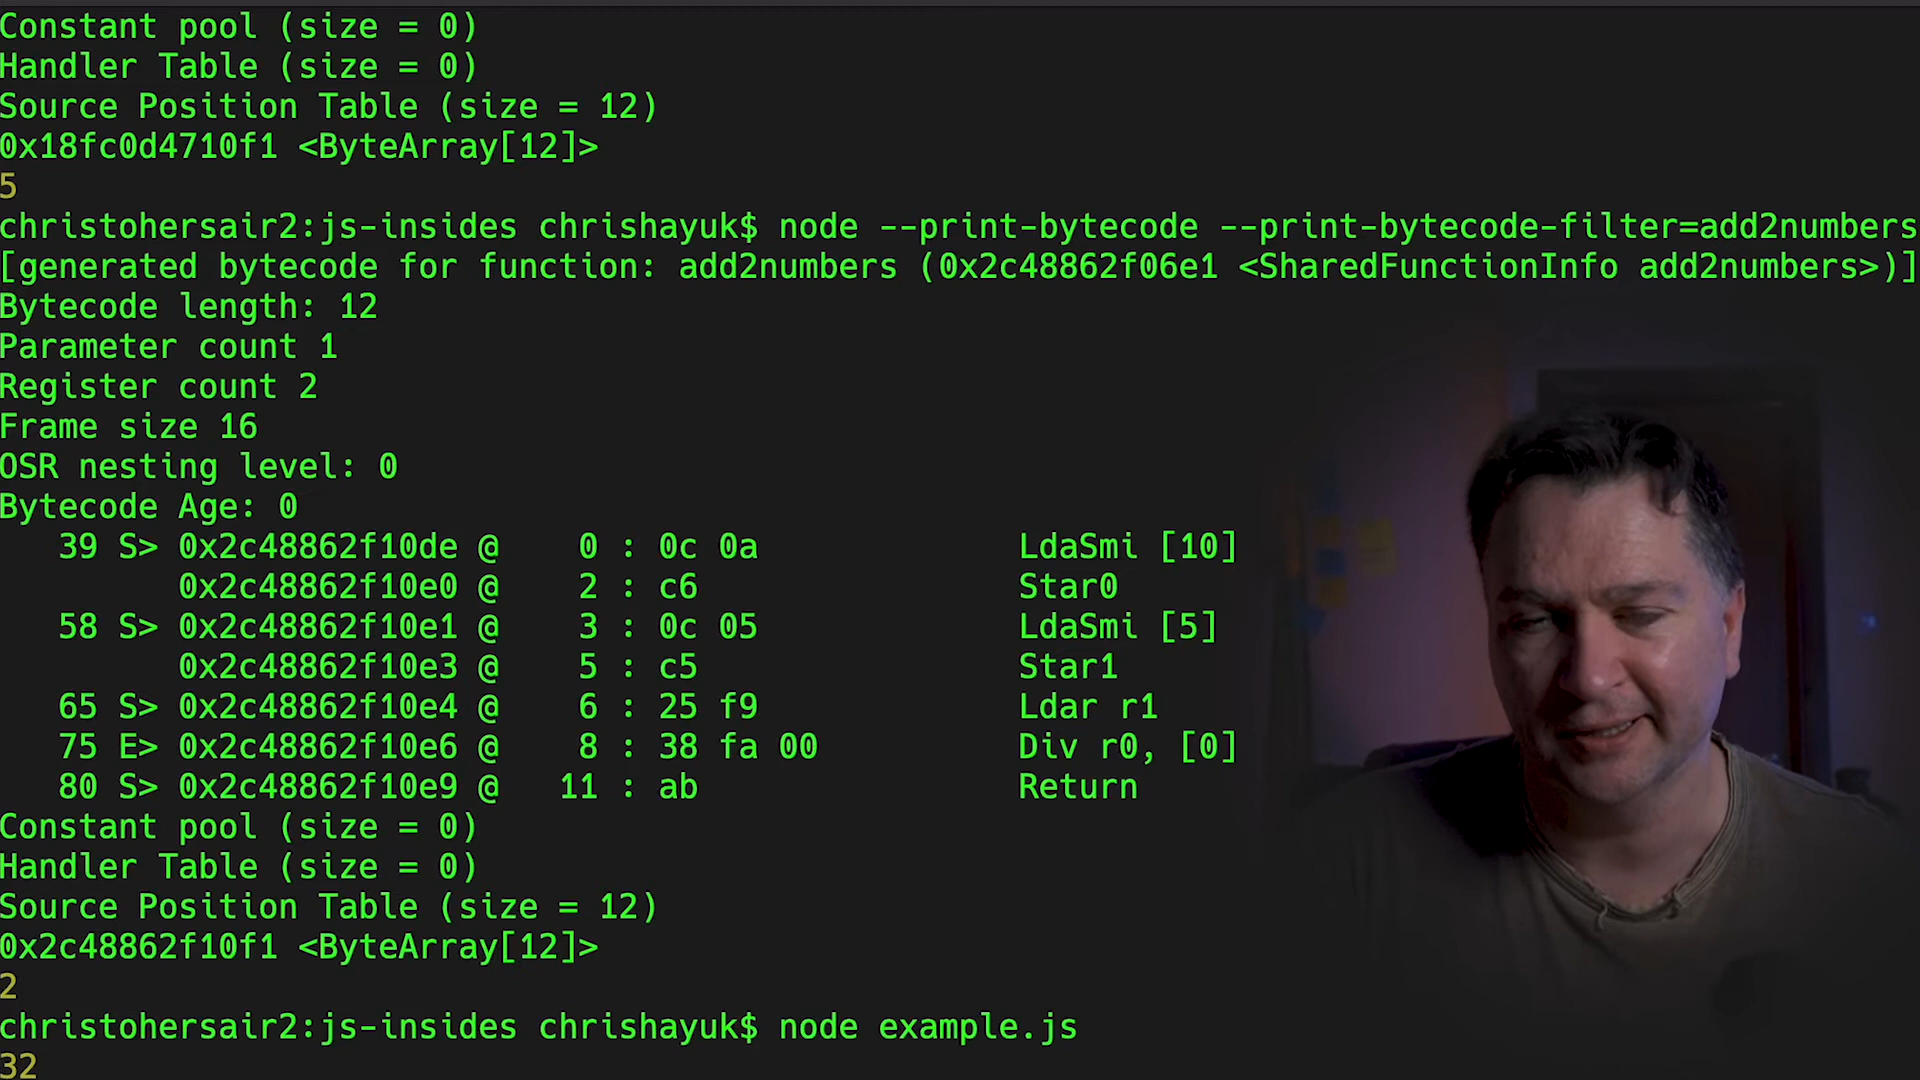 Constant pool (size = 0)
Handler Table (size = 0)
Source Position Table (size = 12)
0x18fc0d4710f1 <ByteArray[12]>
5
christohersair2:js-insides chrishayuk$ node --print-bytecode --print-bytecode-filter=add2numbers
[generated bytecode for function: add2numbers (0x2c48862f06e1 <SharedFunctionInfo add2numbers>)]
Bytecode length: 12
Parameter count 1
Register count 2
Frame size 16
OSR nesting level: 0
Bytecode Age: 0
39 S> 0x2c48862f10de @ 0 : 0c 0a LdaSmi [10]
0x2c48862f10e0 @ 2 : c6 Star0
58 S> 0x2c48862f10e1 @ 3 : 0c 05 LdaSmi [5]
0x2c48862f10e3 @ 5 : c5 Star1
65 S> 0x2c48862f10e4 @ 6 : 25 f9 Ldar r1
75 E> 0x2c48862f10e6 @ 8 : 38 fa 00 Div r0, [0]
80 S> 0x2c48862f10e9 @ 11 : ab Return
Constant pool (size = 0)
Handler Table (size = 0)
Source Position Table (size = 12)
0x2c48862f10f1 <ByteArray[12]>
2
christohersair2:js-insides chrishayuk$ node example.js
32